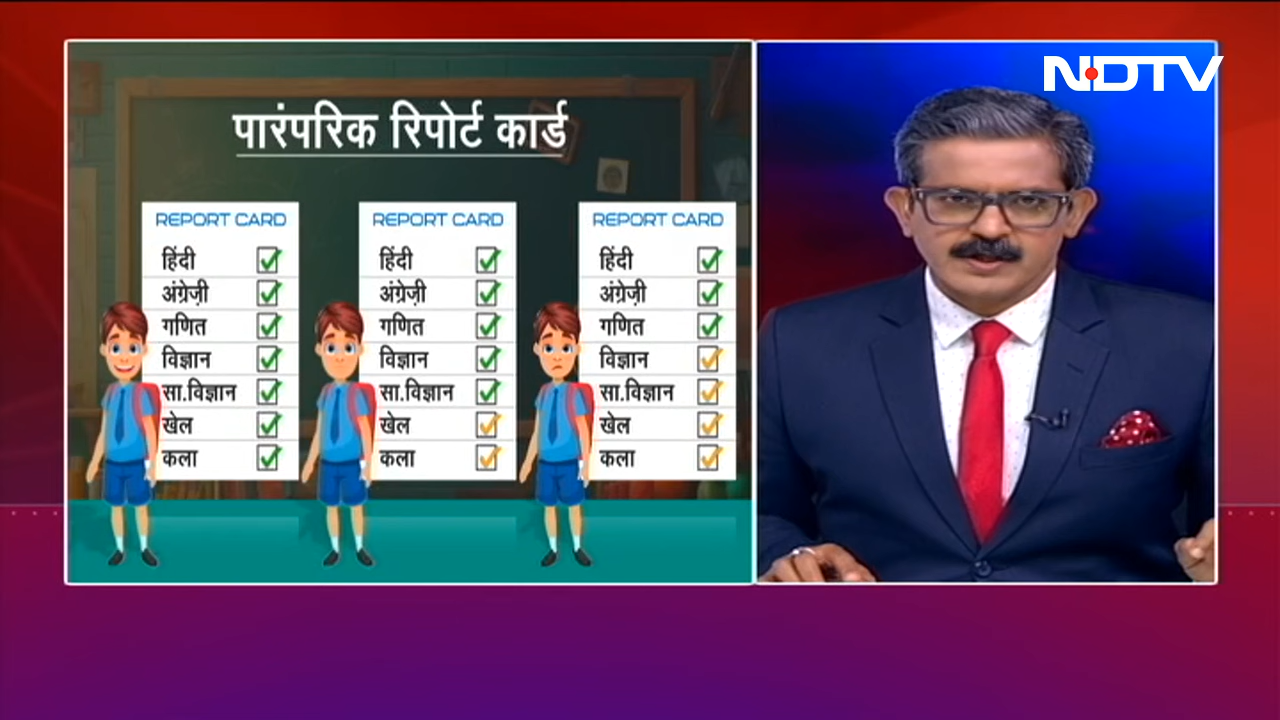 NDTV
पारंपरिक रिपोर्ट कार्ड
REPORT CARD
हिंदी
अंग्रेज़ी
गणित
विज्ञान
सा.विज्ञान
खेल
कला
REPORT CARD
हिंदी
अंग्रेज़ी
गणित
विज्ञान
सा.विज्ञान
खेल
कला
REPORT CARD
हिंदी
अंग्रेज़ी
गणित
विज्ञान
सा.विज्ञान
खेल
कला